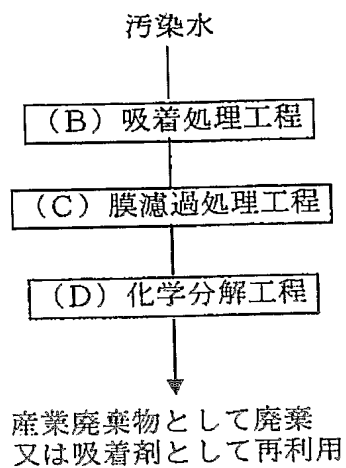 汚染水
(B) 吸着処理工程
(C) 膜濾過処理工程
(D) 化学分解工程
産業廃棄物として廃棄
又は吸着剤として再利用